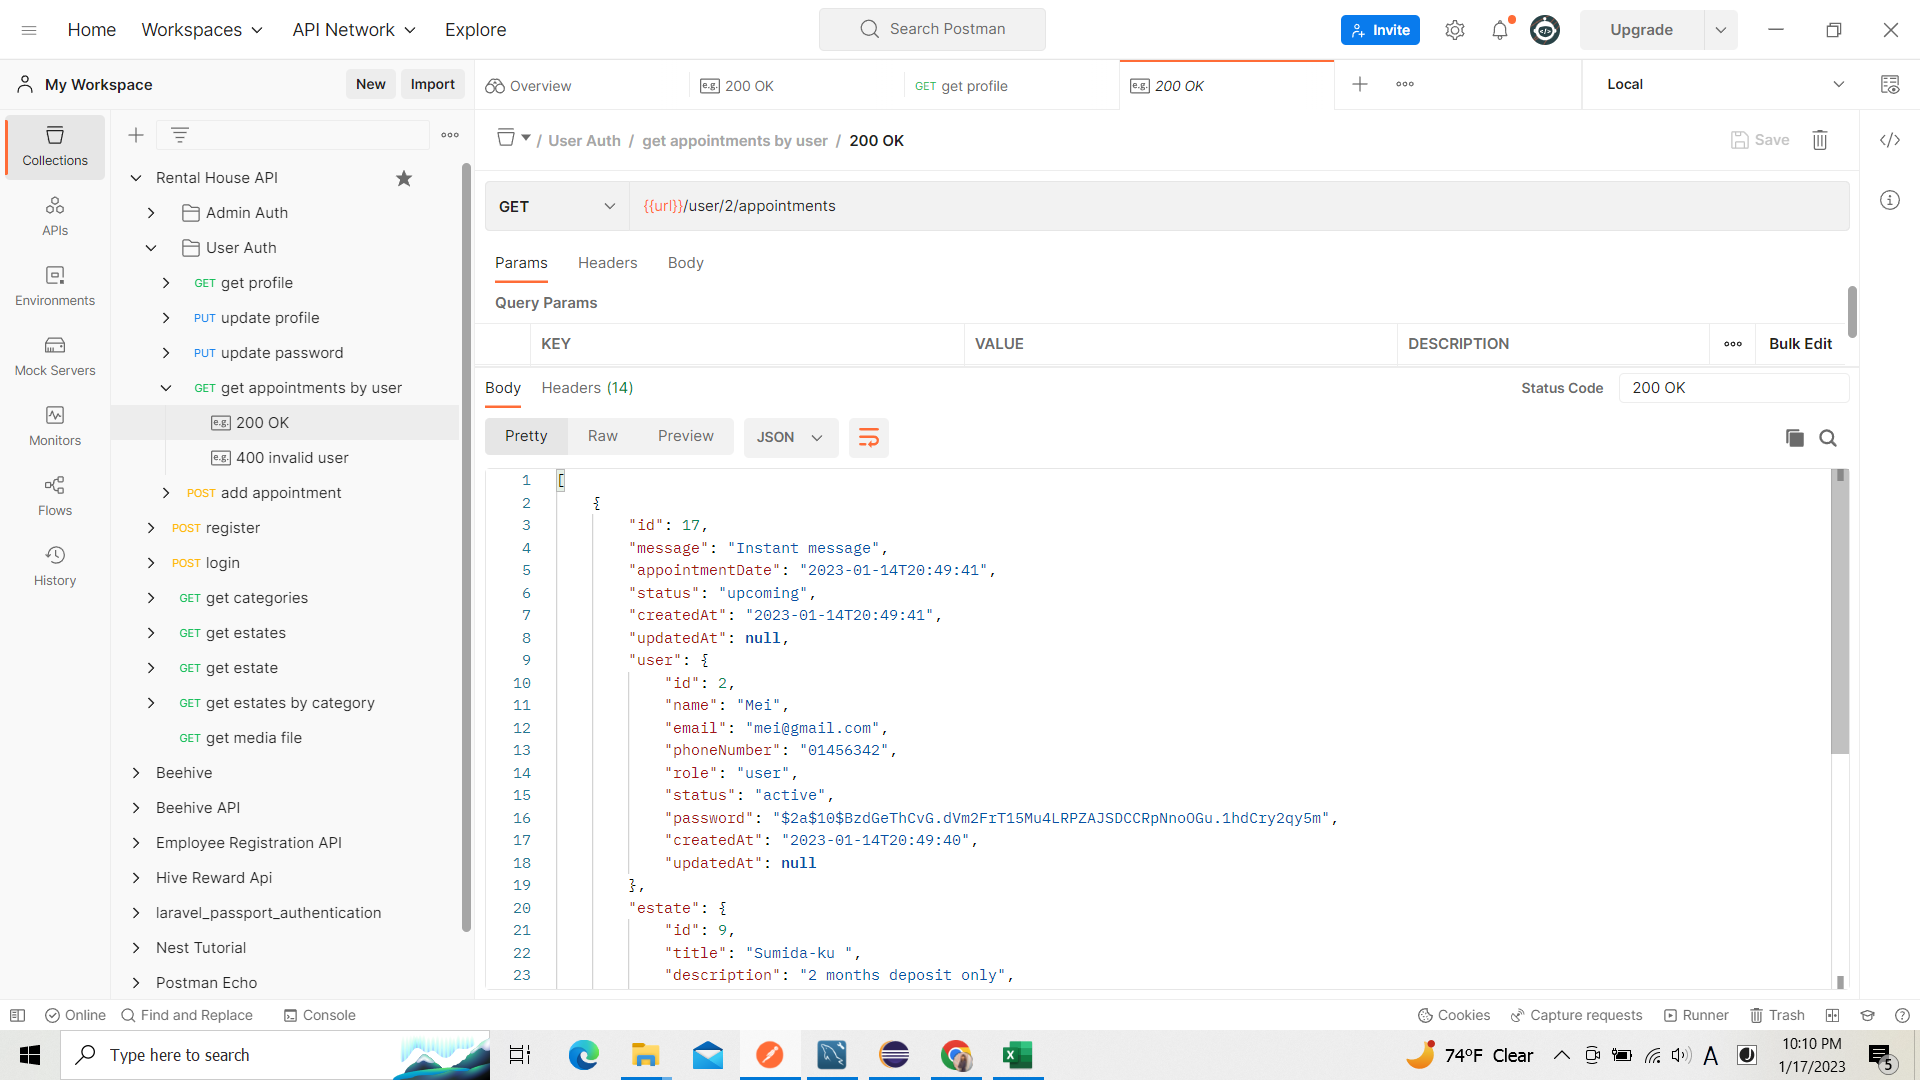 Home Workspaces API Network Explore Search Postman Invite Upgrade
My Workspace New Import Overview e.g. 200 OK GET get profile e.g. 200 OK Local
/ User Auth / get appointments by user / 200 OK Save
GET {{url}}/user/2/appointments
Params Headers Body
Query Params
KEY VALUE DESCRIPTION Bulk Edit
Body Headers (14) Status Code 200 OK
Pretty Raw Preview JSON
Collections
APIs
Environments
Mock Servers
Monitors
Flows
History
Rental House API
Admin Auth
User Auth
GET get profile
PUT update profile
PUT update password
GET get appointments by user
e.g. 200 OK
e.g. 400 invalid user
POST add appointment
POST register
POST login
GET get categories
GET get estates
GET get estate
GET get estates by category
GET get media file
Beehive
Beehive API
Employee Registration API
Hive Reward Api
laravel_passport_authentication
Nest Tutorial
Postman Echo
1 [
2 {
3 "id": 17,
4 "message": "Instant message",
5 "appointmentDate": "2023-01-14T20:49:41",
6 "status": "upcoming",
7 "createdAt": "2023-01-14T20:49:41",
8 "updatedAt": null,
9 "user": {
10 "id": 2,
11 "name": "Mei",
12 "email": "mei@gmail.com",
13 "phoneNumber": "01456342",
14 "role": "user",
15 "status": "active",
16 "password": "$2a$10$BzdGeThCvG.dVm2FrT15Mu4LRPZAJSDCCRpNnoOGu.1hdCry2qy5m",
17 "createdAt": "2023-01-14T20:49:40",
18 "updatedAt": null
19 },
20 "estate": {
21 "id": 9,
22 "title": "Sumida-ku ",
23 "description": "2 months deposit only",
Online Find and Replace Console Cookies Capture requests Runner Trash
Type here to search 74°F Clear A 10:10 PM
1/17/2023 5